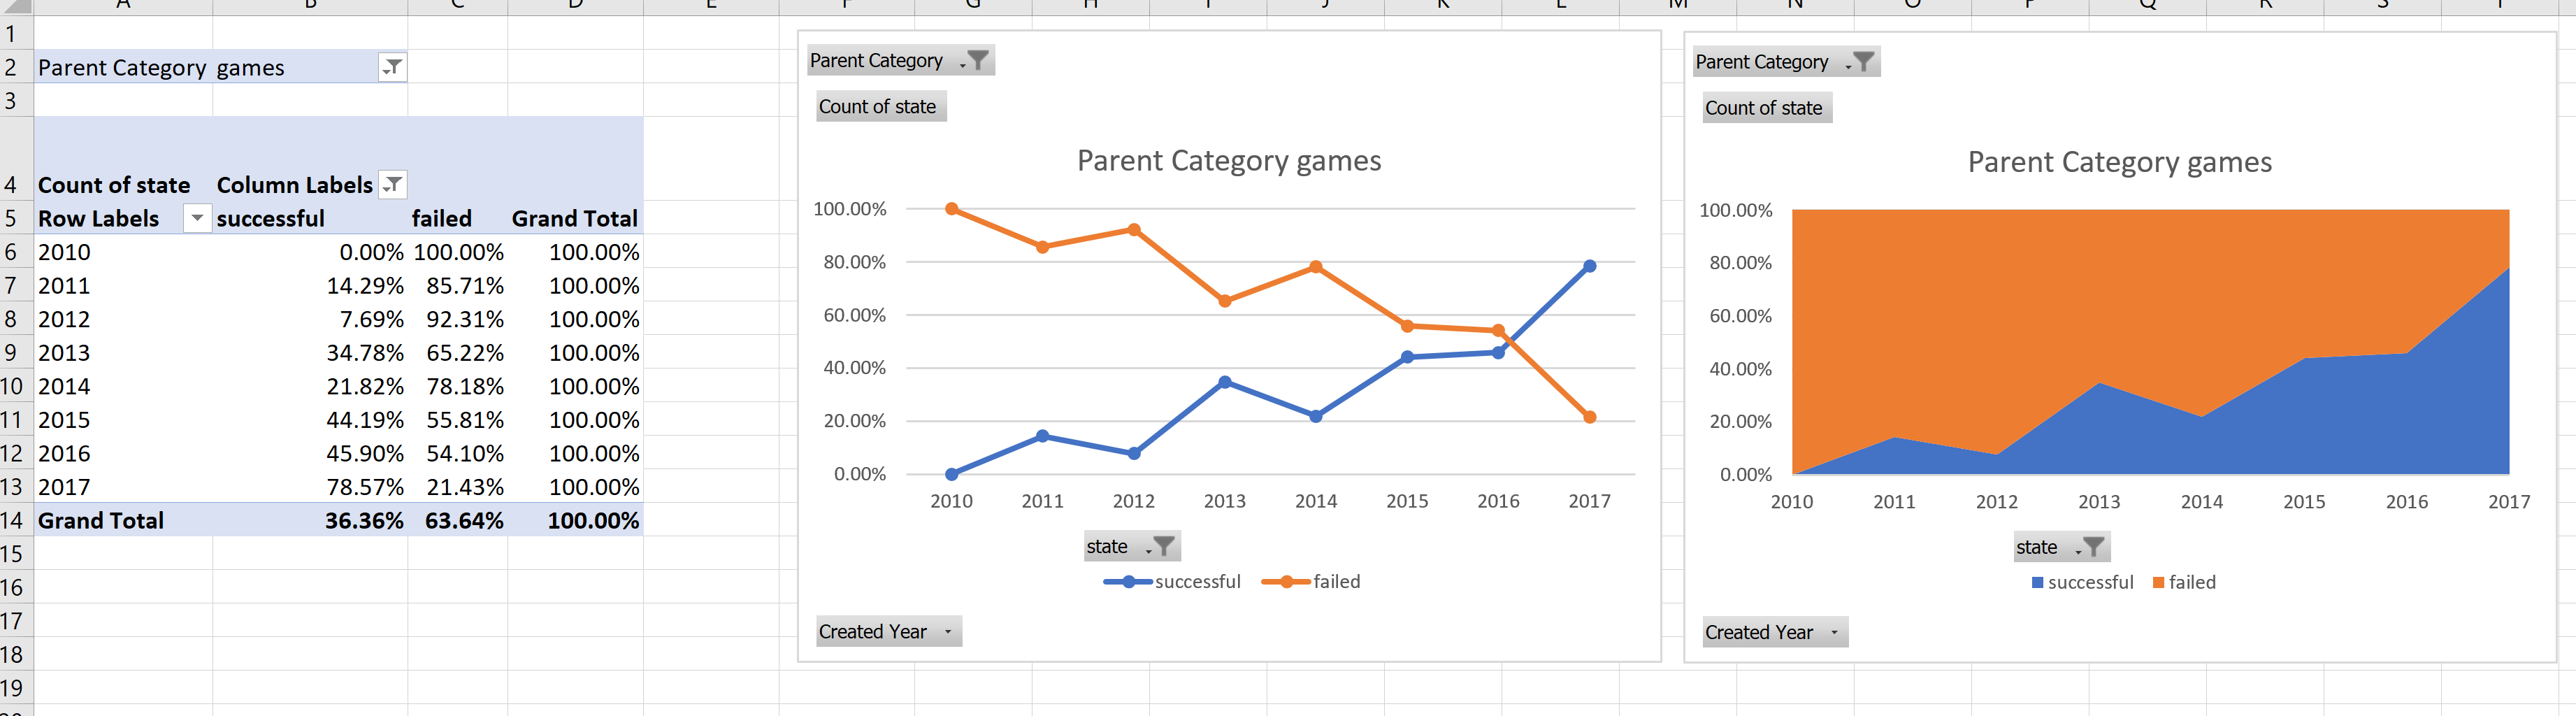 A B C D E F G H I J K L M N O P Q R S T
1
2 Parent Category games
3
4 Count of state Column Labels
5 Row Labels successful failed Grand Total
6 2010 0.00% 100.00% 100.00%
7 2011 14.29% 85.71% 100.00%
8 2012 7.69% 92.31% 100.00%
9 2013 34.78% 65.22% 100.00%
10 2014 21.82% 78.18% 100.00%
11 2015 44.19% 55.81% 100.00%
12 2016 45.90% 54.10% 100.00%
13 2017 78.57% 21.43% 100.00%
14 Grand Total 36.36% 63.64% 100.00%
15
16
17
18
19
20
Parent Category
Count of state
Parent Category games
100.00%
80.00%
60.00%
40.00%
20.00%
0.00%
2010 2011 2012 2013 2014 2015 2016 2017
state
successful failed
Created Year
Parent Category
Count of state
Parent Category games
100.00%
80.00%
60.00%
40.00%
20.00%
0.00%
2010 2011 2012 2013 2014 2015 2016 2017
state
successful failed
Created Year